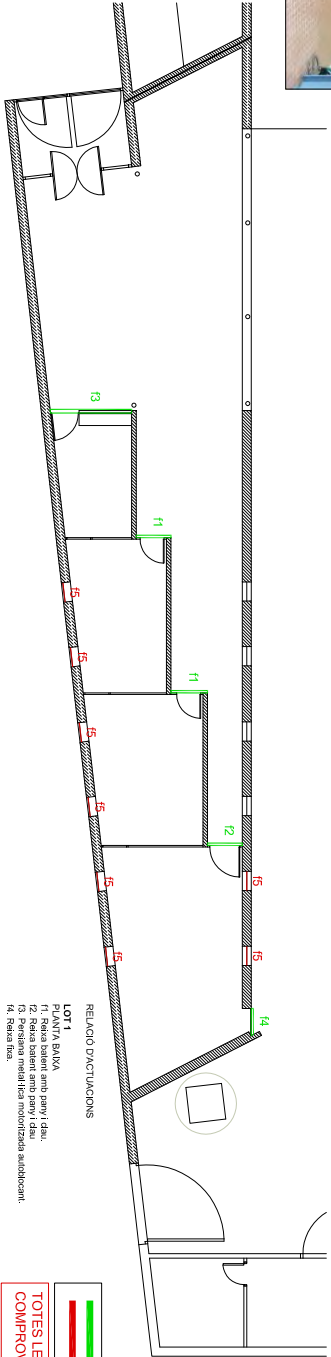 f3
f1
f1
f2
f4
f5
f5
f5
f5
f5
f5
f5
f5
RELACIÓ D'ACTUACIONS
LOT 1
PLANTA BAIXA
f1. Reixa batent amb pany i clau.
f2. Reixa batent amb pany i clau
f3. Persiana metàl·lica motoritzada autoblocant.
f4. Reixa fixa.
TOTES LE
COMPROV